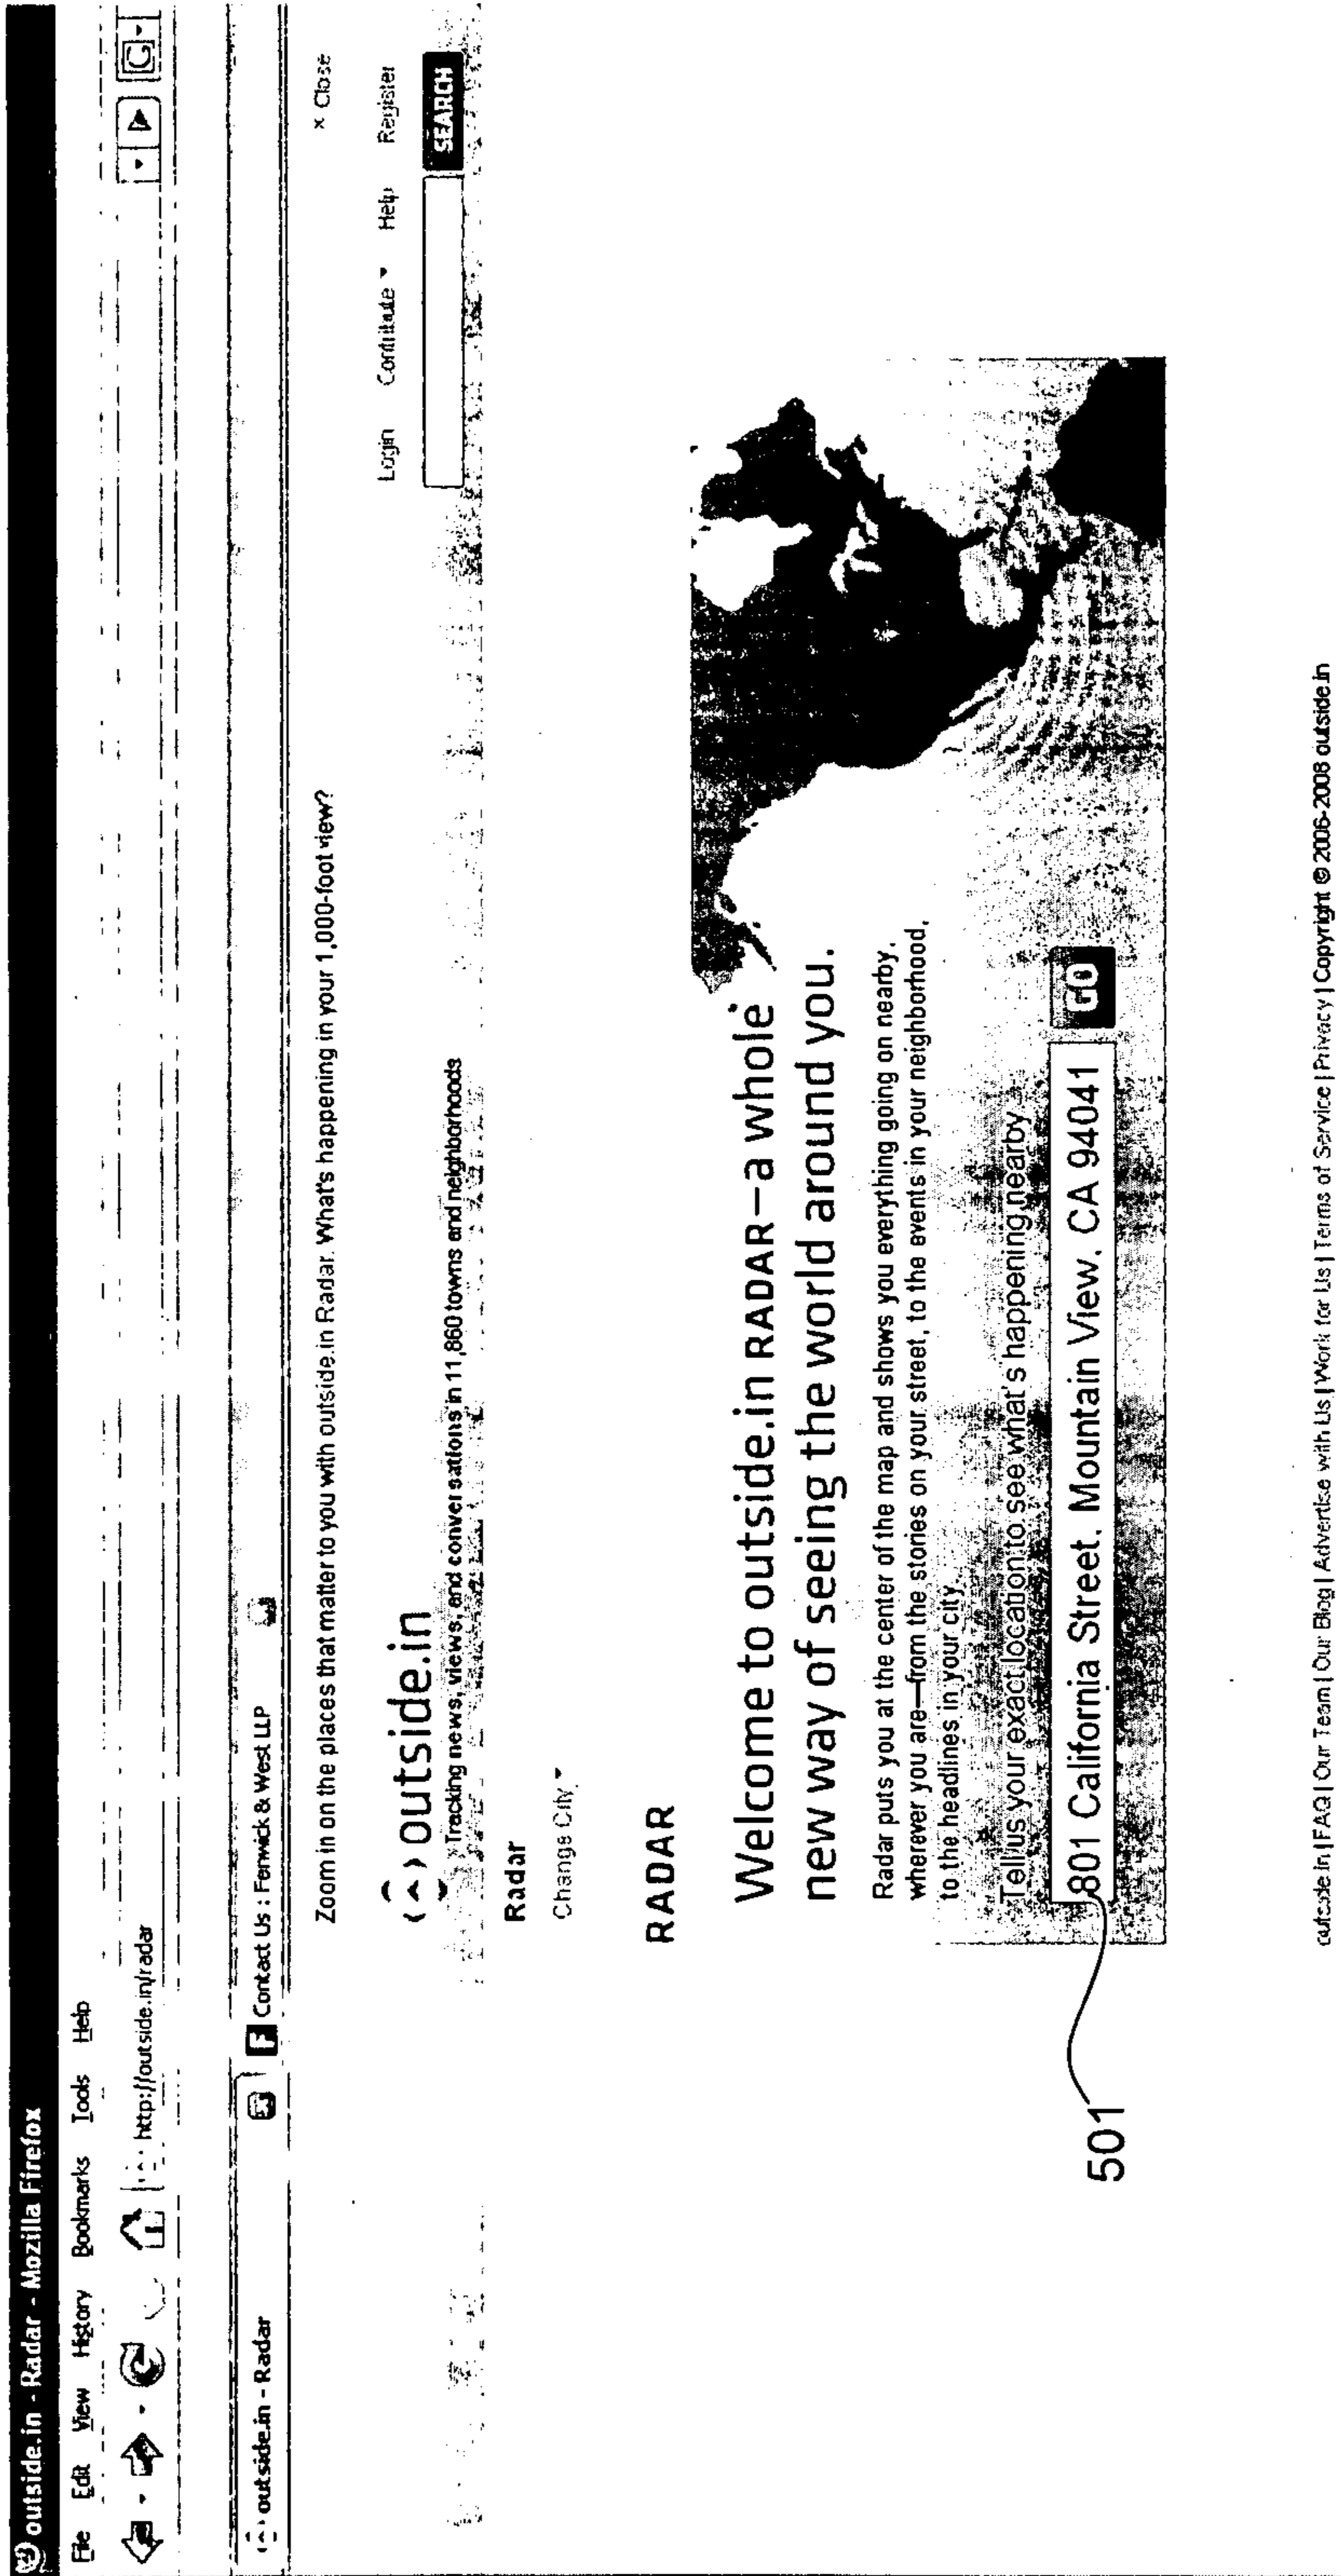 outside.in - Radar - Mozilla Firefox
File Edit View History Bookmarks Tools Help
http://outside.in/radar
outside.in - Radar
F Contact Us : Fenwick & West LLP
Zoom in on the places that matter to you with outside.in Radar. What's happening in your 1,000-foot view?
× Close
outside.in
Login Contribute Help Register
Tracking news, views, and conversations in 11,860 towns and neighborhoods
SEARCH
Radar
Change City
RADAR
Welcome to outside.in RADAR—a whole
new way of seeing the world around you.
Radar puts you at the center of the map and shows you everything going on nearby,
wherever you are—from the stories on your street, to the events in your neighborhood,
to the headlines in your city.
Tell us your exact location to see what's happening nearby
801 California Street, Mountain View, CA 94041
GO
501
outside.in | FAQ | Our Team | Our Blog | Advertise with Us | Work for Us | Terms of Service | Privacy | Copyright © 2006-2008 outside.in